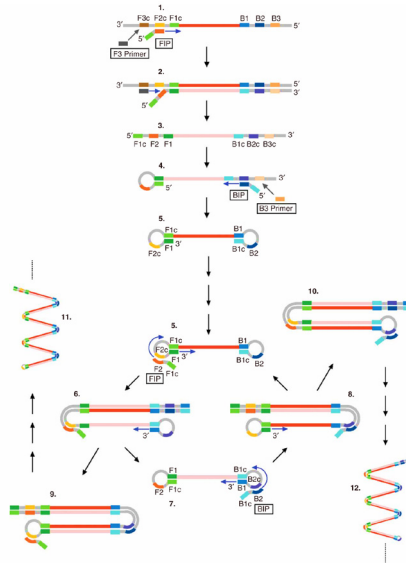 1.
3' F3c F2c F1c B1 B2 B3 5'
5' FIP
F3 Primer
2.
3' 5'
5'
3.
5' 3'
F1c F2 F1 B1c B2c B3c
4.
3'
5' BIP 5'
B3 Primer
5.
F1c B1
F2c F1 3' B1c B2
10.
11.
5.
F2c F1c B1
F1 3' B1c B2
F2 F1c
FIP
6.
3'
8.
3'
F1 B1c
F2 F1c 3' B1 B2c
B1c B2
7. BIP
9.
12.